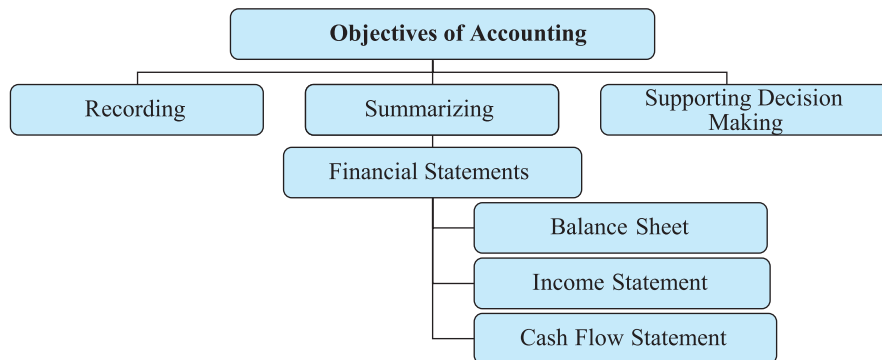 Objectives of Accounting
Recording
Summarizing
Supporting Decision
Making
Financial Statements
Balance Sheet
Income Statement
Cash Flow Statement